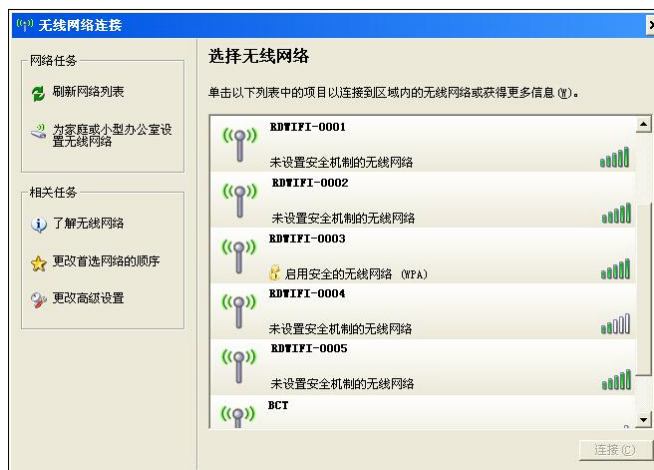 无线网络连接
网络任务
刷新网络列表
为家庭或小型办公室设
置无线网络
相关任务
了解无线网络
更改首选网络的顺序
更改高级设置
选择无线网络
单击以下列表中的项目以连接到区域内的无线网络或获得更多信息(W)。
RDWIFI-0001
未设置安全机制的无线网络
RDWIFI-0002
未设置安全机制的无线网络
RDWIFI-0003
启用安全的无线网络 (WPA)
RDWIFI-0004
未设置安全机制的无线网络
RDWIFI-0005
未设置安全机制的无线网络
BCT
连接(C)